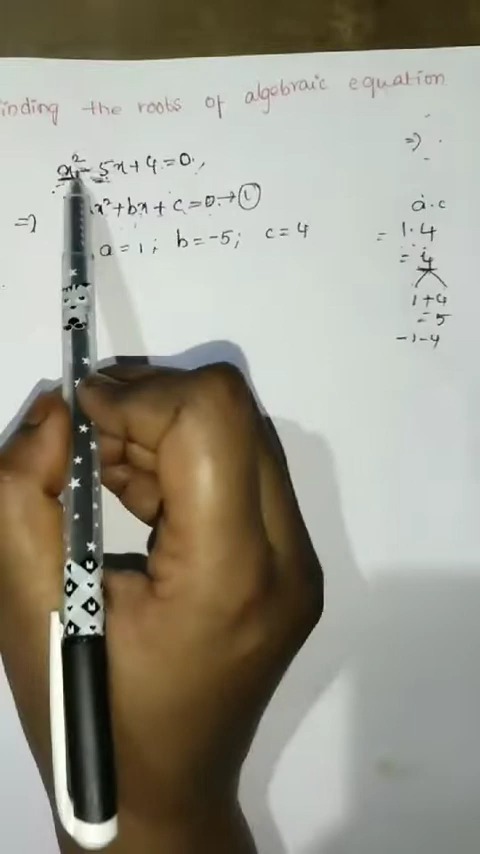 inding the roots of algebraic equation
x² - 5x + 4 = 0.
=> x² + bx + c = 0 → ①
a = 1 ; b = -5 ; c = 4
=>
a.c
= 1.4
= 4
1 + 4
= 5
-1 - 4